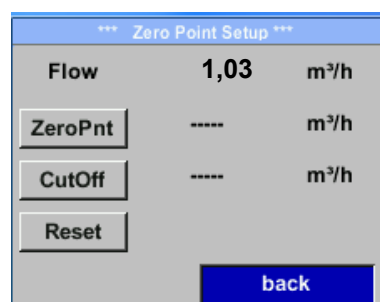 *** Zero Point Setup ***
Flow 1,03 m³/h
ZeroPnt ----- m³/h
CutOff ----- m³/h
Reset
back